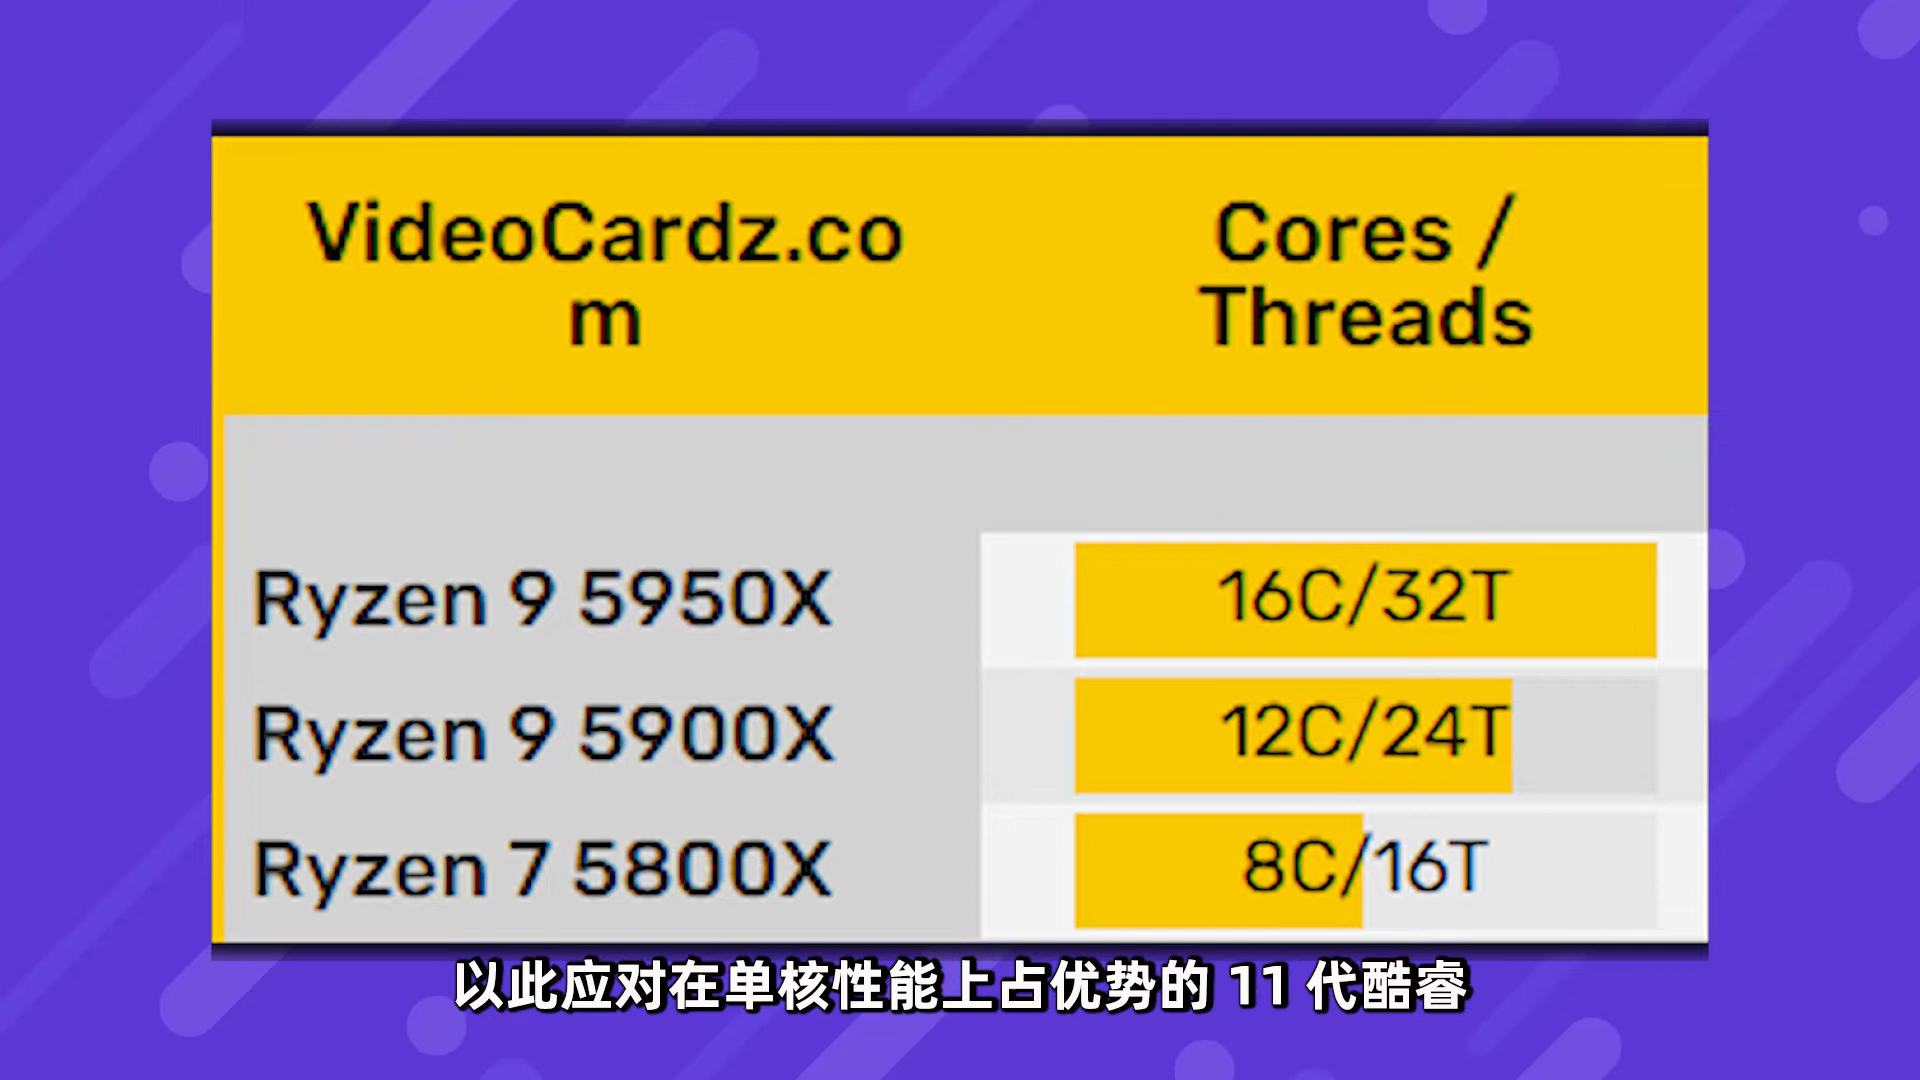 VideoCardz.co
m
Cores /
Threads
Ryzen 9 5950X
16C/32T
Ryzen 9 5900X
12C/24T
Ryzen 7 5800X
8C/16T
以此应对在单核性能上占优势的 11 代酷睿